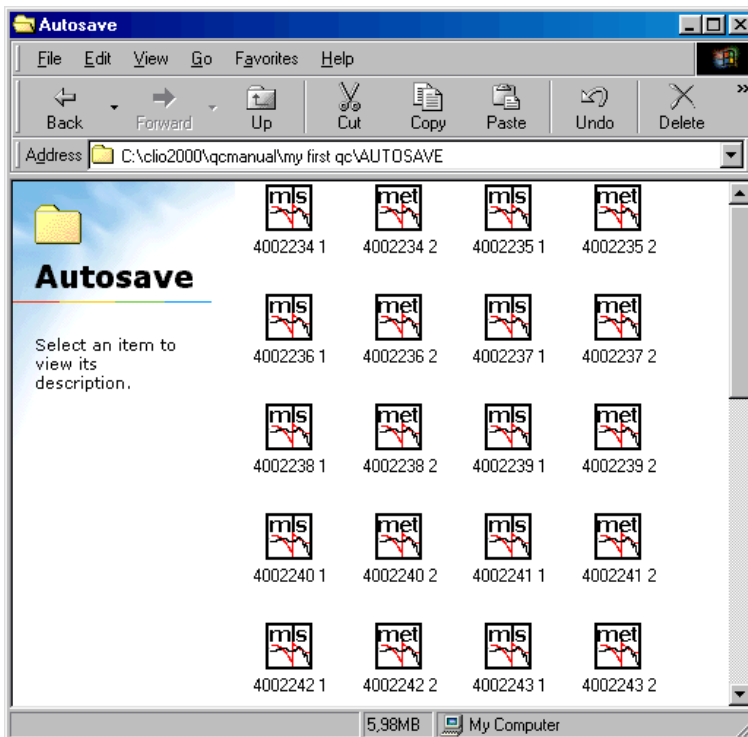 Autosave
File Edit View Go Favorites Help
Back Forward Up Cut Copy Paste Undo Delete »
Address C:\clio2000\qcmanual\my first qc\AUTOSAVE
mls met mls met
4002234 1 4002234 2 4002235 1 4002235 2
Autosave
mls met mls met
4002236 1 4002236 2 4002237 1 4002237 2
Select an item to
view its
description.
mls met mls met
4002238 1 4002238 2 4002239 1 4002239 2
mls met mls met
4002240 1 4002240 2 4002241 1 4002241 2
mls met mls met
4002242 1 4002242 2 4002243 1 4002243 2
5,98MB My Computer